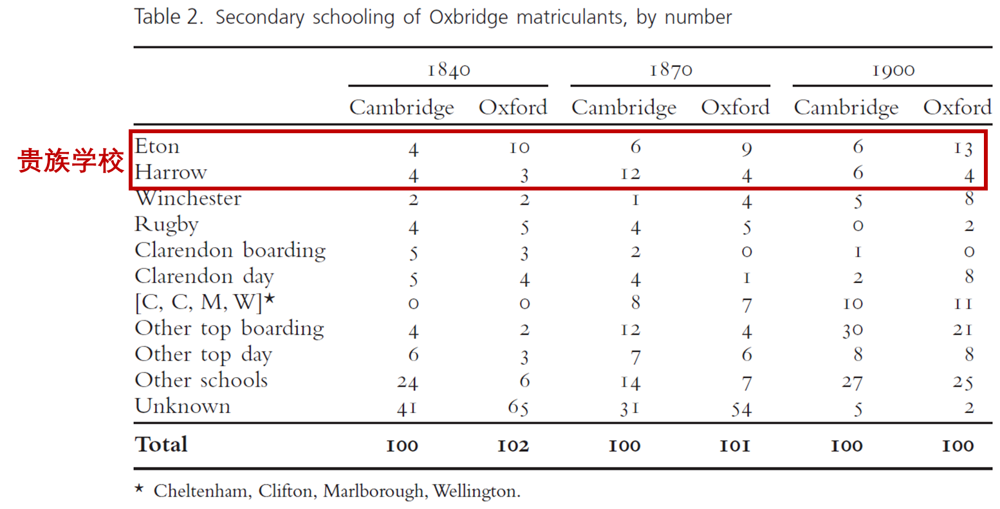 Table 2. Secondary schooling of Oxbridge matriculants, by number
1840 1870 1900
Cambridge Oxford Cambridge Oxford Cambridge Oxford
贵族学校
Eton 4 10 6 9 6 13
Harrow 4 3 12 4 6 4
Winchester 2 2 1 4 5 8
Rugby 4 5 4 5 0 2
Clarendon boarding 5 3 2 0 1 0
Clarendon day 5 4 4 1 2 8
[C, C, M, W]★ 0 0 8 7 10 11
Other top boarding 4 2 12 4 30 21
Other top day 6 3 7 6 8 8
Other schools 24 6 14 7 27 25
Unknown 41 65 31 54 5 2
Total 100 102 100 101 100 100
★ Cheltenham, Clifton, Marlborough, Wellington.